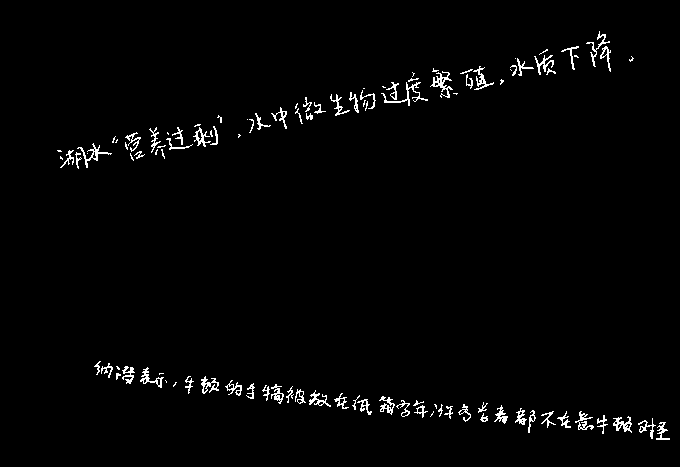 湖水“营养过剩”，水中微生物过度繁殖，水质下降。
纳潽表示，牛顿的手稿被放在纸箱多年许多学者都不在意牛顿对圣